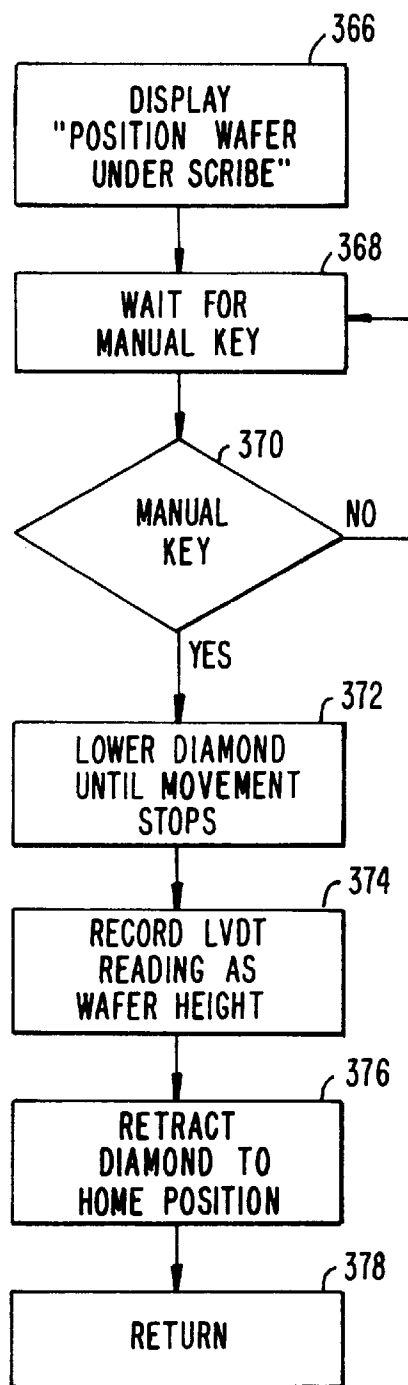 366
DISPLAY
"POSITION WAFER
UNDER SCRIBE"
368
WAIT FOR
MANUAL KEY
370
MANUAL
KEY
NO
YES
372
LOWER DIAMOND
UNTIL MOVEMENT
STOPS
374
RECORD LVDT
READING AS
WAFER HEIGHT
376
RETRACT
DIAMOND TO
HOME POSITION
378
RETURN